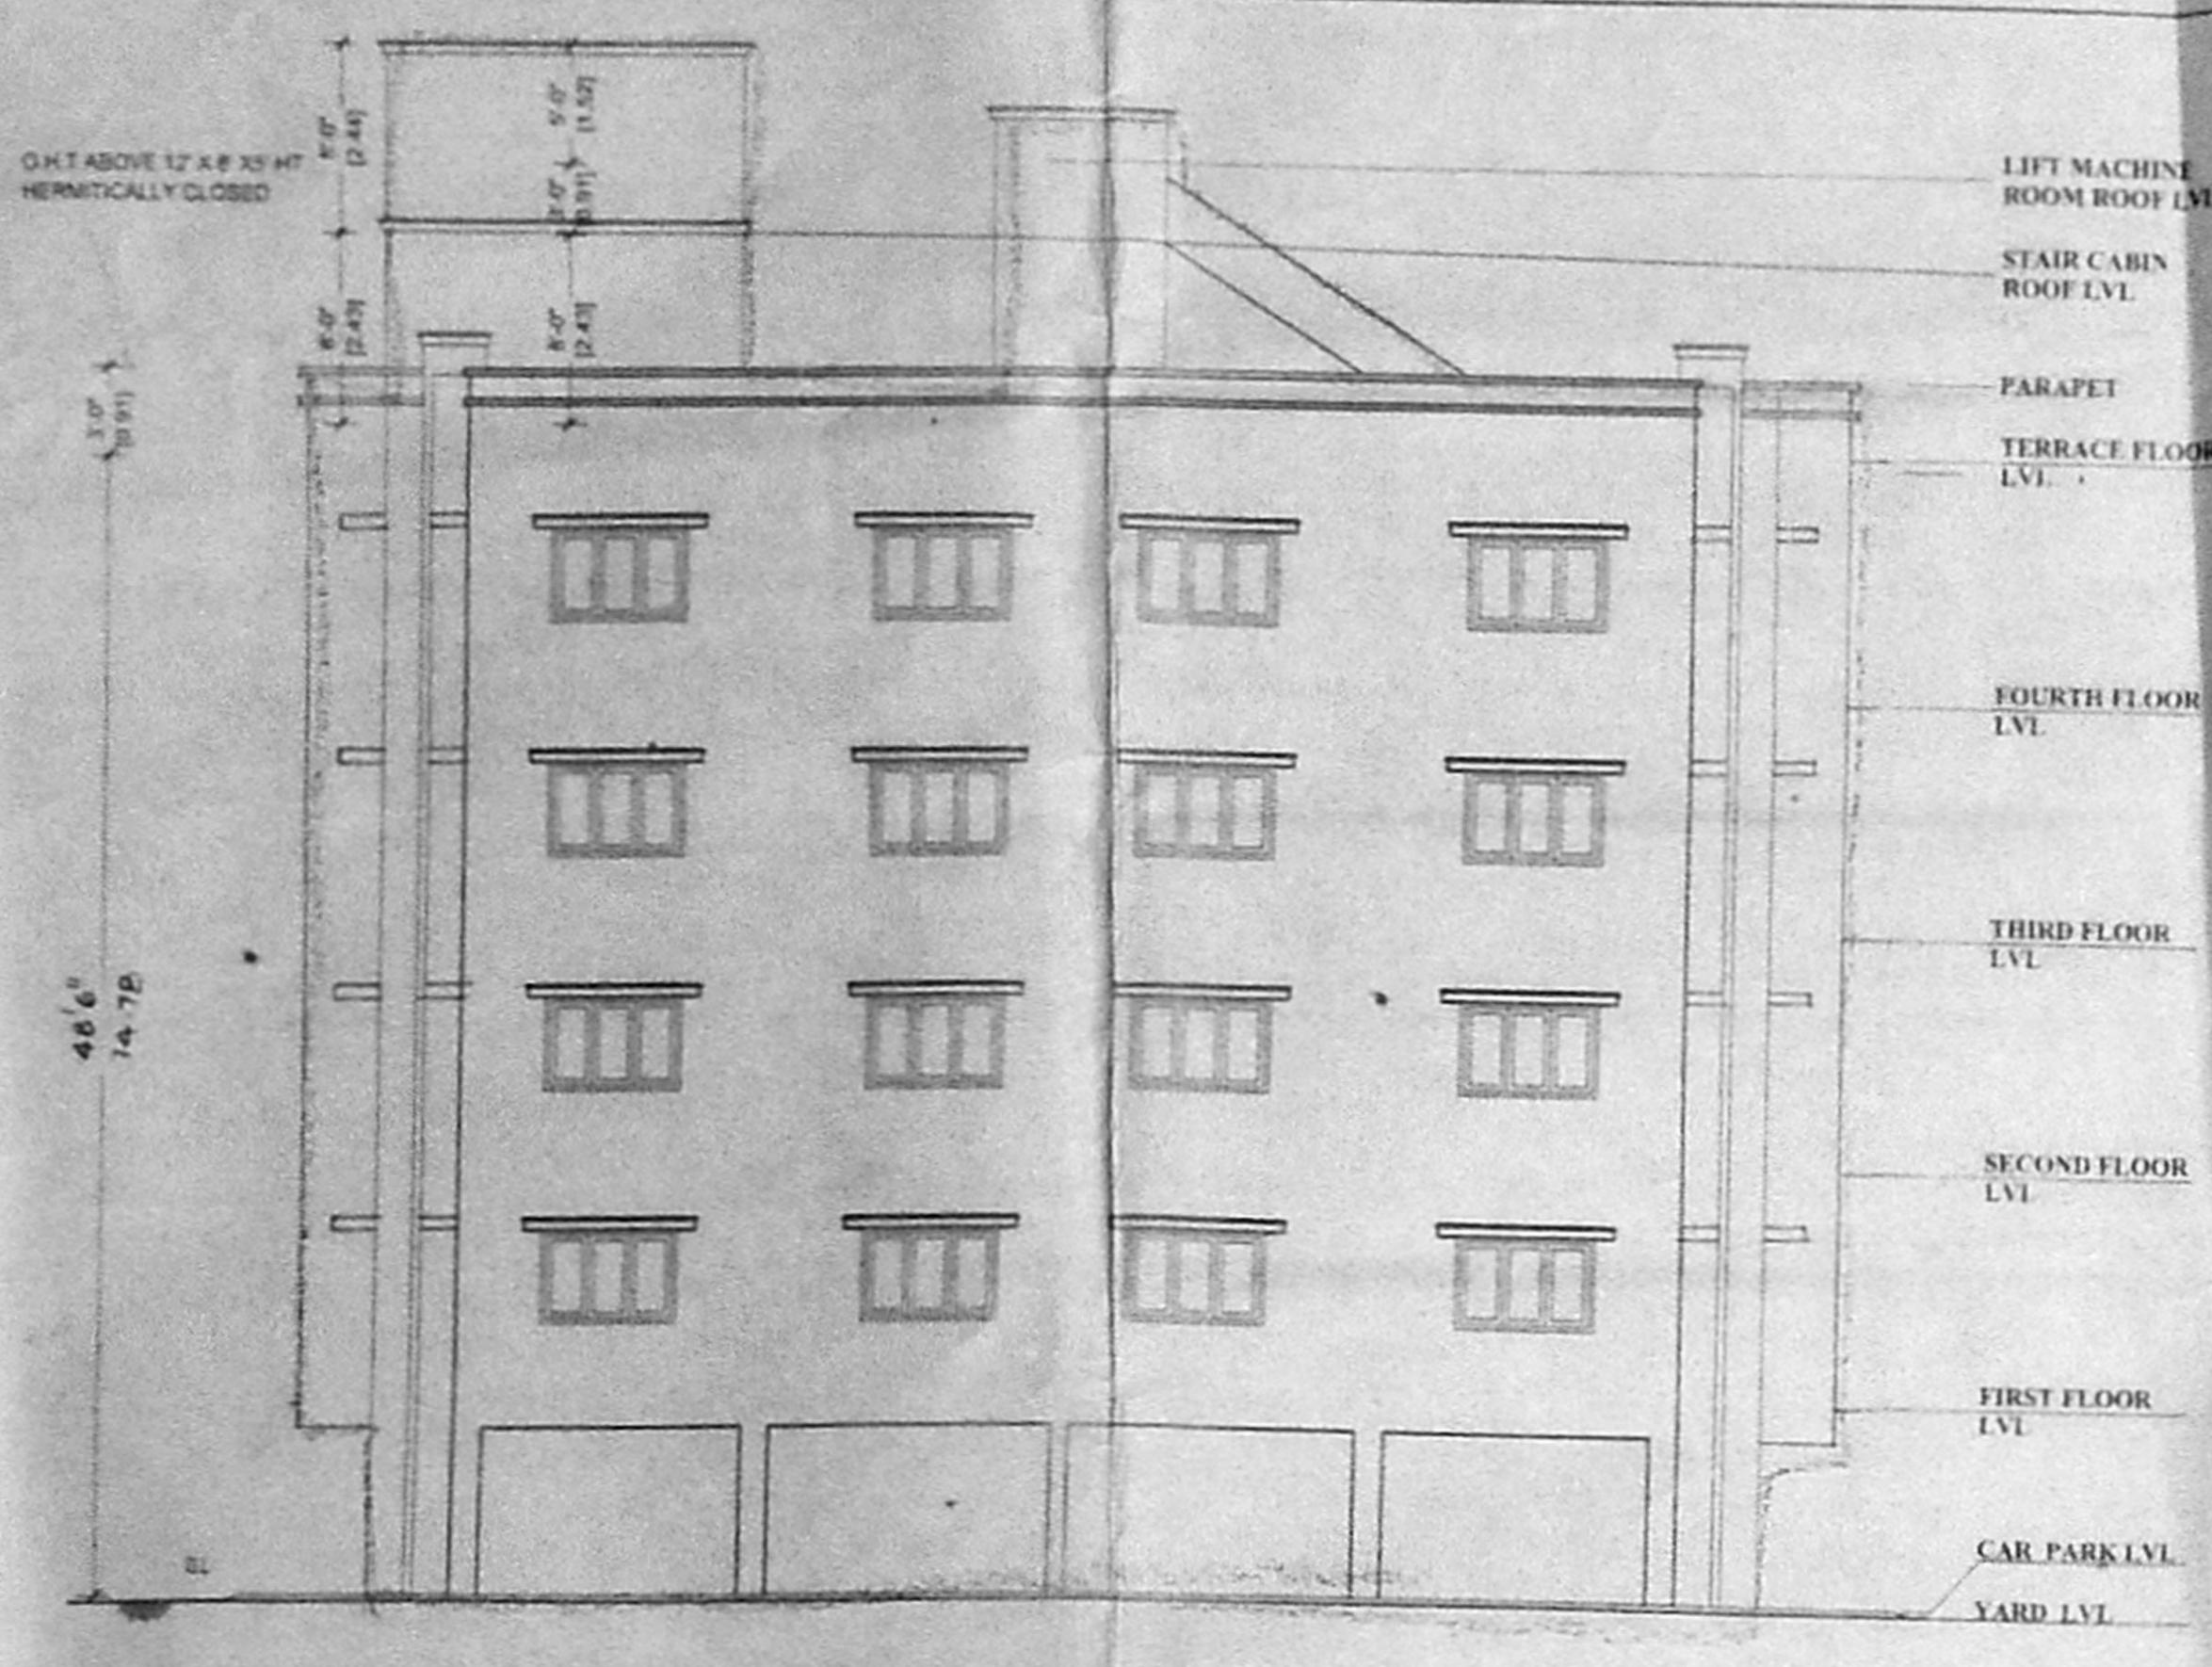 5'-0"
[1.52]
8'-0"
[2.44]
O.H.T ABOVE 12' X 8' X5' HT
HERMITICALLY CLOSED
3'-0"
[0.91]
LIFT MACHINE
ROOM ROOF LVL
STAIR CABIN
ROOF LVL
8'-0"
[2.43]
8'-0"
[2.43]
PARAPET
3'-0"
[0.91]
TERRACE FLOOR
LVL
FOURTH FLOOR
LVL
THIRD FLOOR
LVL
48'6"
14.78
SECOND FLOOR
LVL
FIRST FLOOR
LVL
CAR PARK LVL
YARD LVL